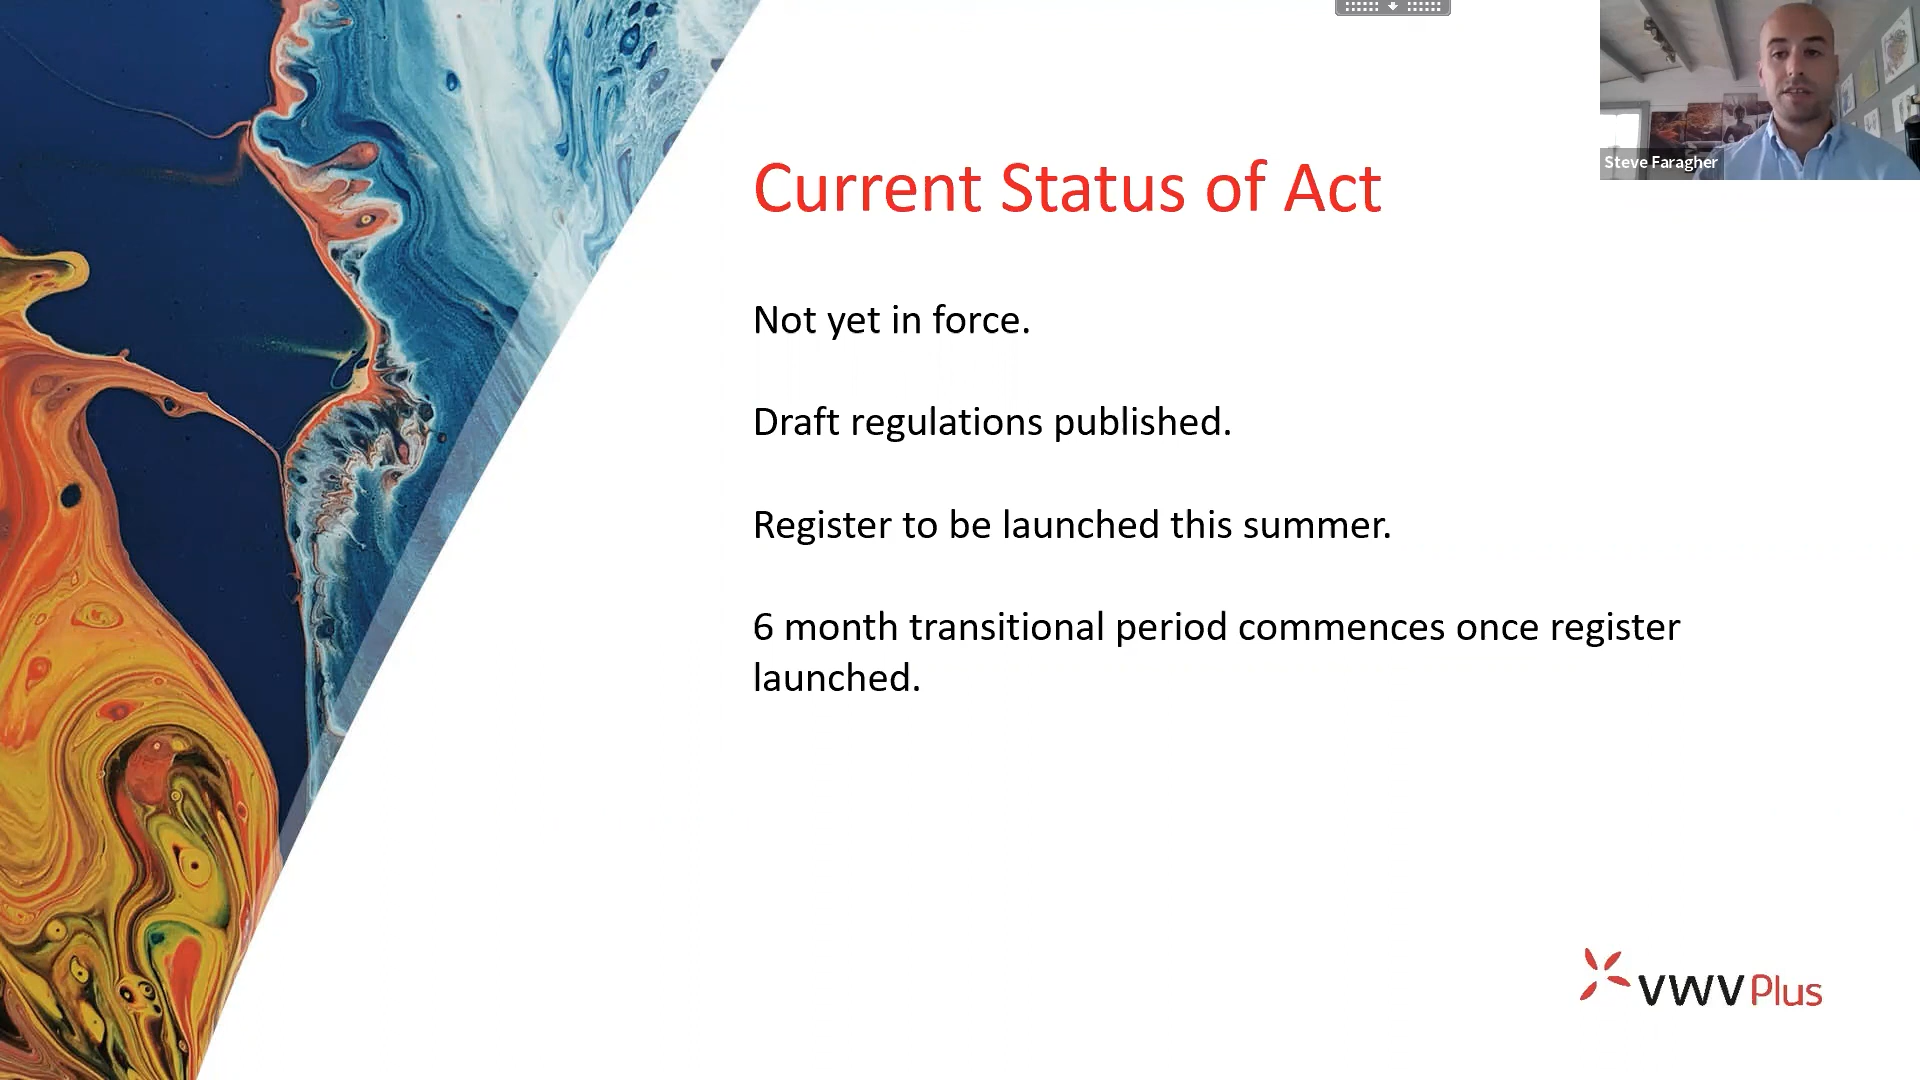 Steve Faragher
Current Status of Act
Not yet in force.
Draft regulations published.
Register to be launched this summer.
6 month transitional period commences once register
launched.
VWV Plus